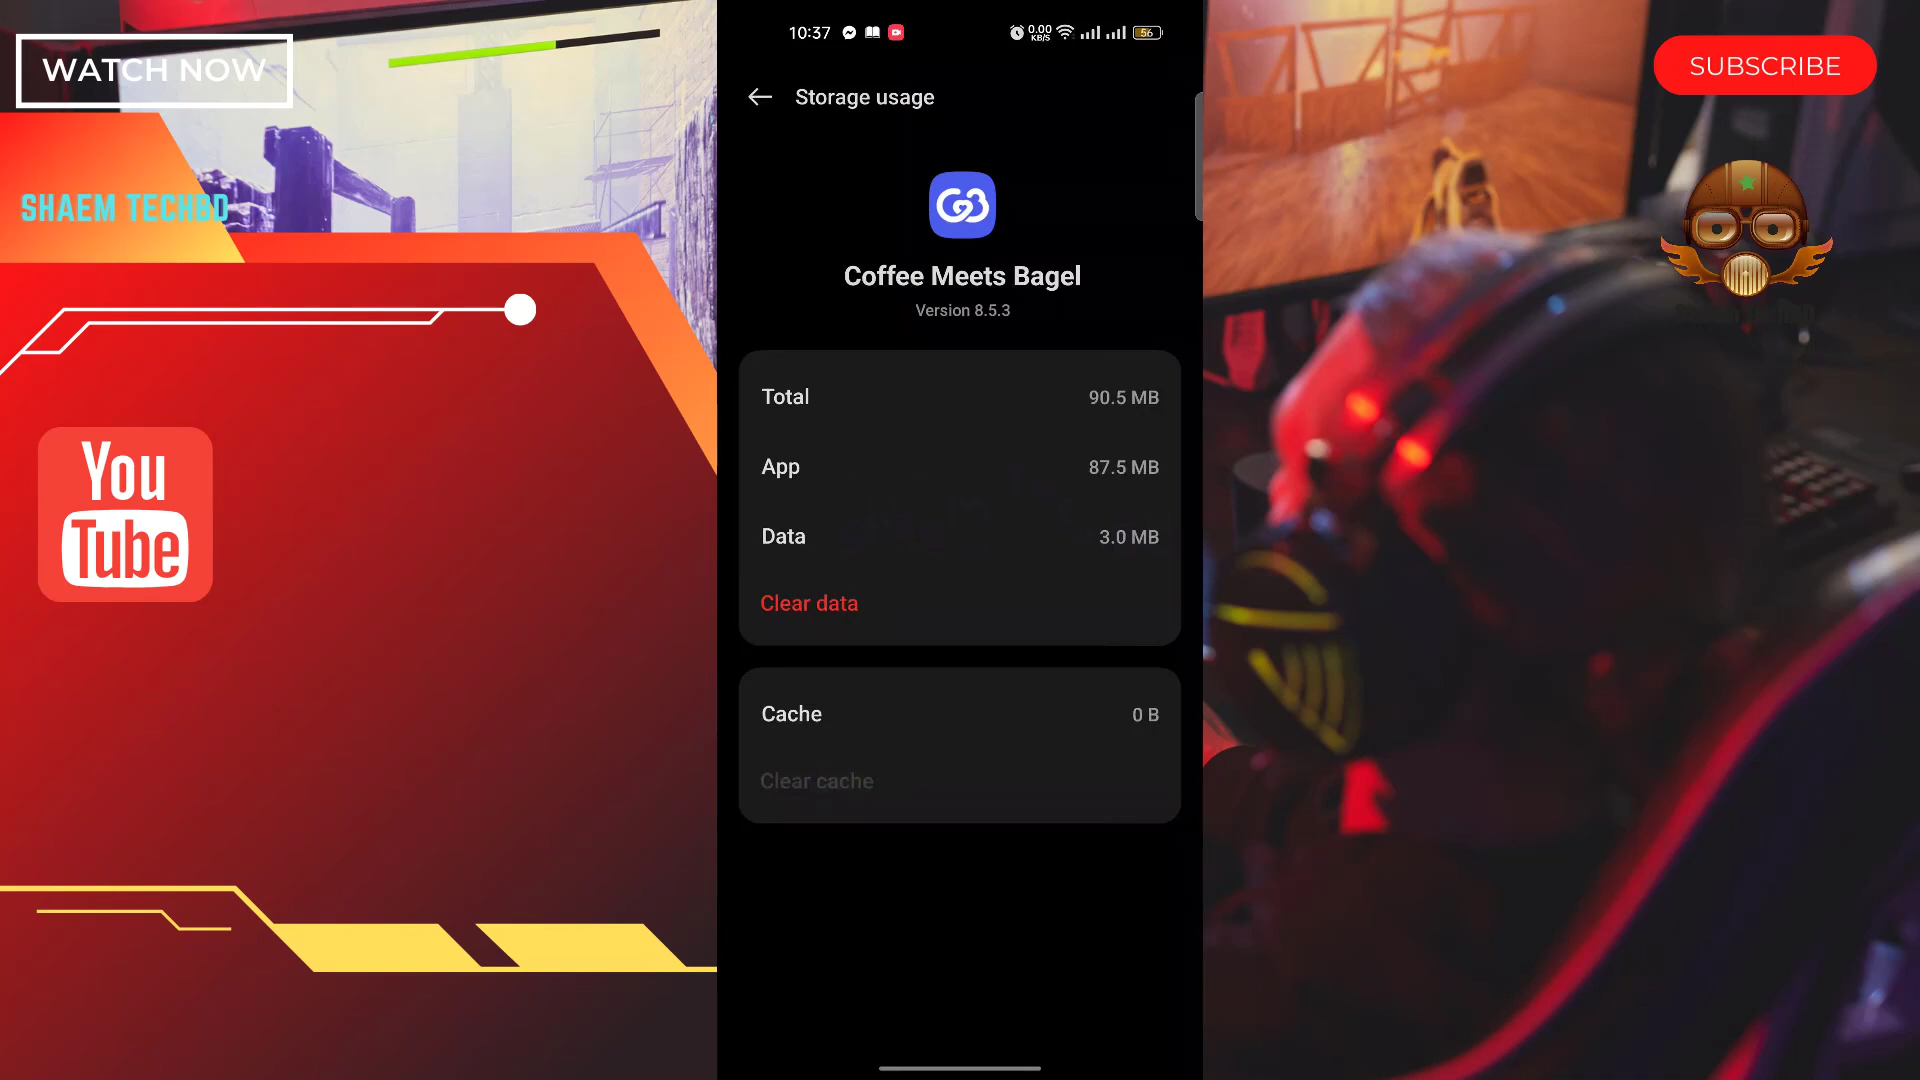 WATCH NOW
SHAEM TECHBD
You
Tube
10:37
0.00
KB/S
56
Storage usage
Coffee Meets Bagel
Version 8.5.3
Total 90.5 MB
App 87.5 MB
Data 3.0 MB
Clear data
Cache 0 B
Clear cache
SUBSCRIBE